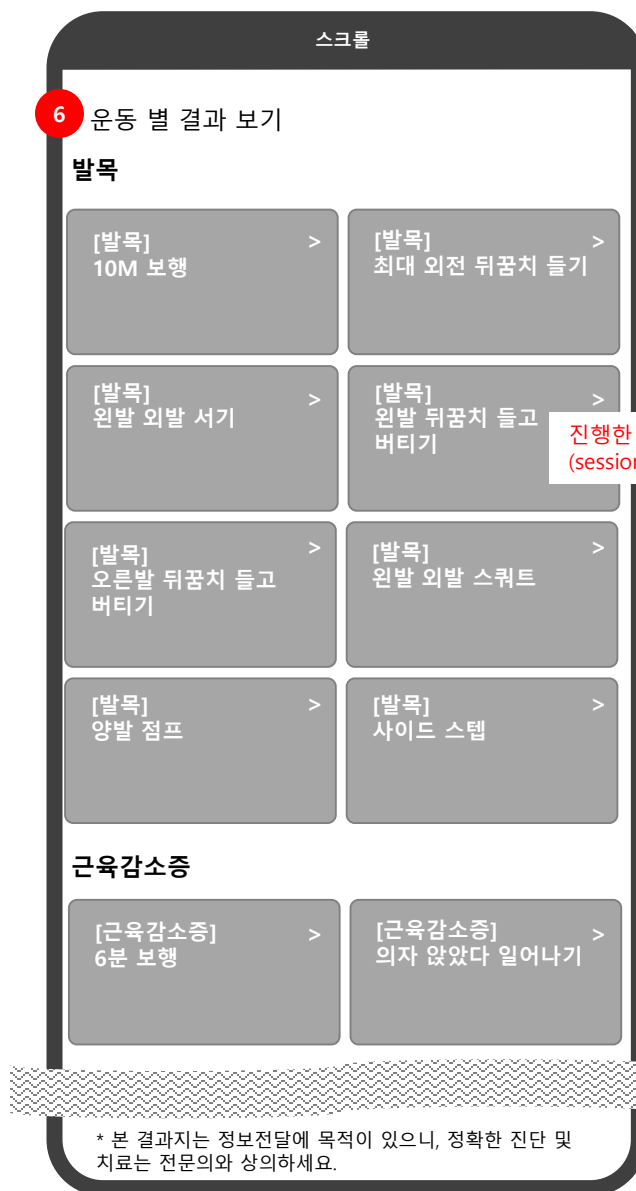 스크롤
6
운동 별 결과 보기
발목
[발목] >
10M 보행
[발목] >
최대 외전 뒤꿈치 들기
[발목] >
왼발 외발 서기
[발목] >
왼발 뒤꿈치 들고
버티기
진행한
(session
[발목] >
오른발 뒤꿈치 들고
버티기
[발목] >
왼발 외발 스쿼트
[발목] >
양발 점프
[발목] >
사이드 스텝
근육감소증
[근육감소증] >
6분 보행
[근육감소증] >
의자 앉았다 일어나기
* 본 결과지는 정보전달에 목적이 있으니, 정확한 진단 및
치료는 전문의와 상의하세요.